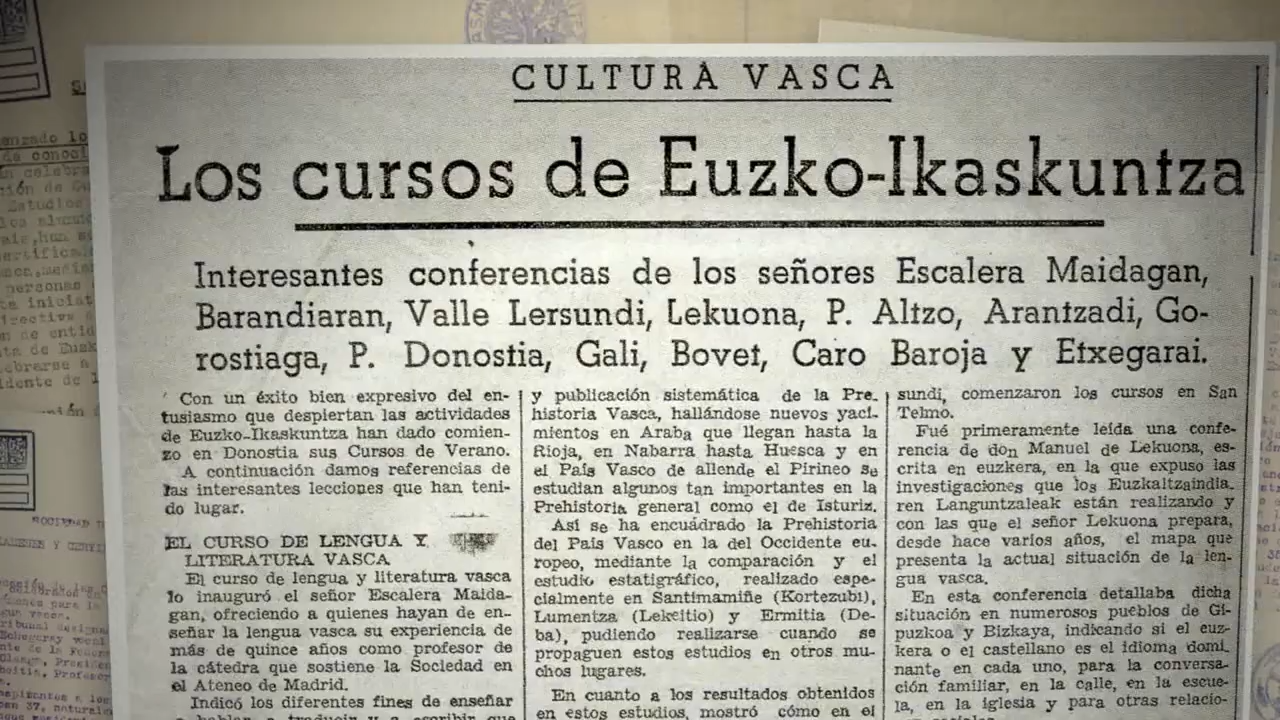 CULTURA VASCA
Los cursos de Euzko-Ikaskuntza
Interesantes conferencias de los señores Escalera Maidagan,
Barandiaran, Valle Lersundi, Lekuona, P. Altzo, Arantzadi, Go-
rostiaga, P. Donostia, Gali, Bovet, Caro Baroja y Etxegarai.
Con un éxito bien expresivo del en-
tusiasmo que despiertan las actividades
de Euzko-Ikaskuntza han dado comien-
zo en Donostia sus Cursos de Verano.
A continuación damos referencias de
las interesantes lecciones que han teni-
do lugar.
EL CURSO DE LENGUA Y
LITERATURA VASCA
El curso de lengua y literatura vasca
lo inauguró el señor Escalera Maida-
gan, ofreciendo a quienes hayan de en-
señar la lengua vasca su experiencia de
más de quince años como profesor de
la cátedra que sostiene la Sociedad en
el Ateneo de Madrid.
Indicó los diferentes fines de enseñar
a hablar a traducir y a escribir que
y publicación sistemática de la Pre-
historia Vasca, hallándose nuevos yaci-
mientos en Araba que llegan hasta la
Rioja, en Nabarra hasta Huesca y en
el País Vasco de allende el Pirineo se
estudian algunos tan importantes en la
Prehistoria general como el de Isturiz.
Así se ha encuádrado la Prehistoria
del País Vasco en la del Occidente eu-
ropeo, mediante la comparación y el
estudio estatigráfico, realizado espe-
cialmente en Santimamiñe (Kortezubi),
Lumentza (Lekeitio) y Ermitia (De-
ba), pudiendo realizarse cuando se
propaguen estos estudios en otros mu-
chos lugares.
En cuanto a los resultados obtenidos
en estos estudios, mostró cómo en el
sundi, comenzaron los cursos en San
Telmo.
Fué primeramente leída una confe-
rencia de don Manuel de Lekuona, es-
crita en euzkera, en la que expuso las
investigaciones que los Euzkaltzaindia-
ren Languntzaleak están realizando y
con las que el señor Lekuona prepara,
desde hace varios años, el mapa que
presenta la actual situación de la len-
gua vasca.
En esta conferencia detallaba dicha
situación en numerosos pueblos de Gi-
puzkoa y Bizkaya, indicando si el euz-
kera o el castellano es el idioma domi-
nante en cada uno, para la conversa-
ción familiar, en la calle, en la escue-
la, en la iglesia y para otras relacio-